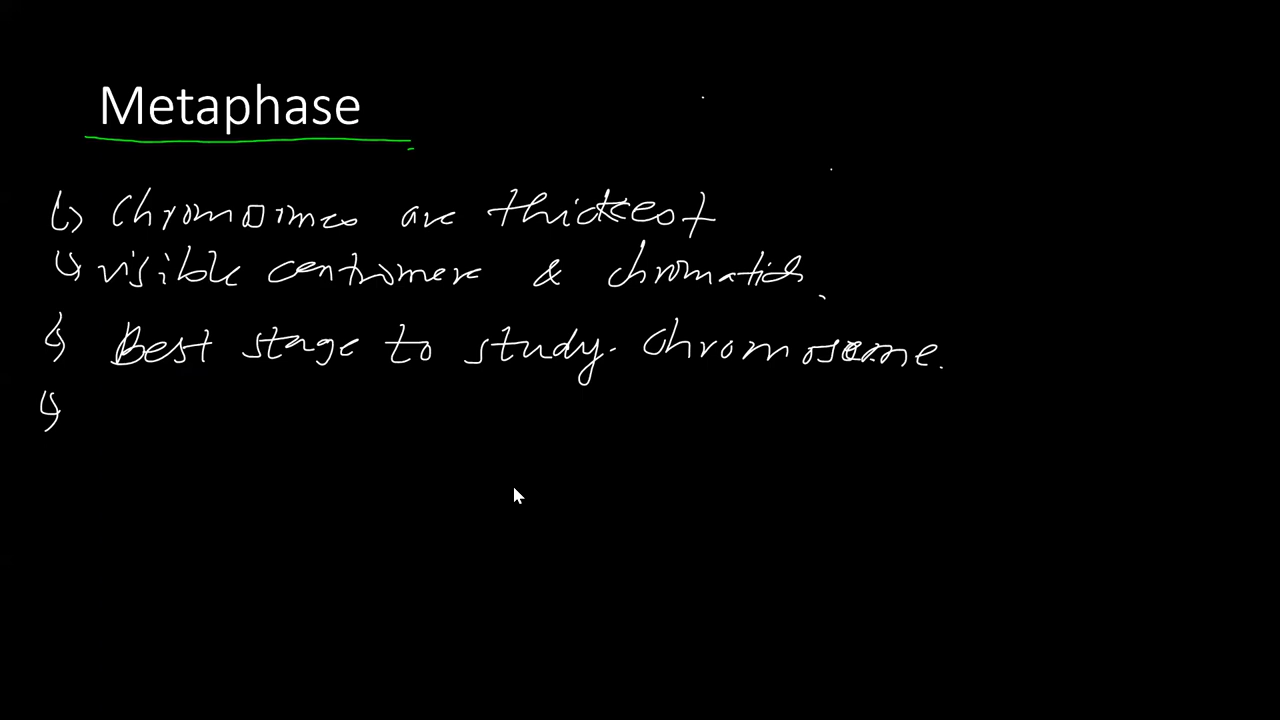 Metaphase
↳ Chromosomes are thickest
↳ visible centromere & chromatids.
↳ Best stage to study. Chromosome.
↳